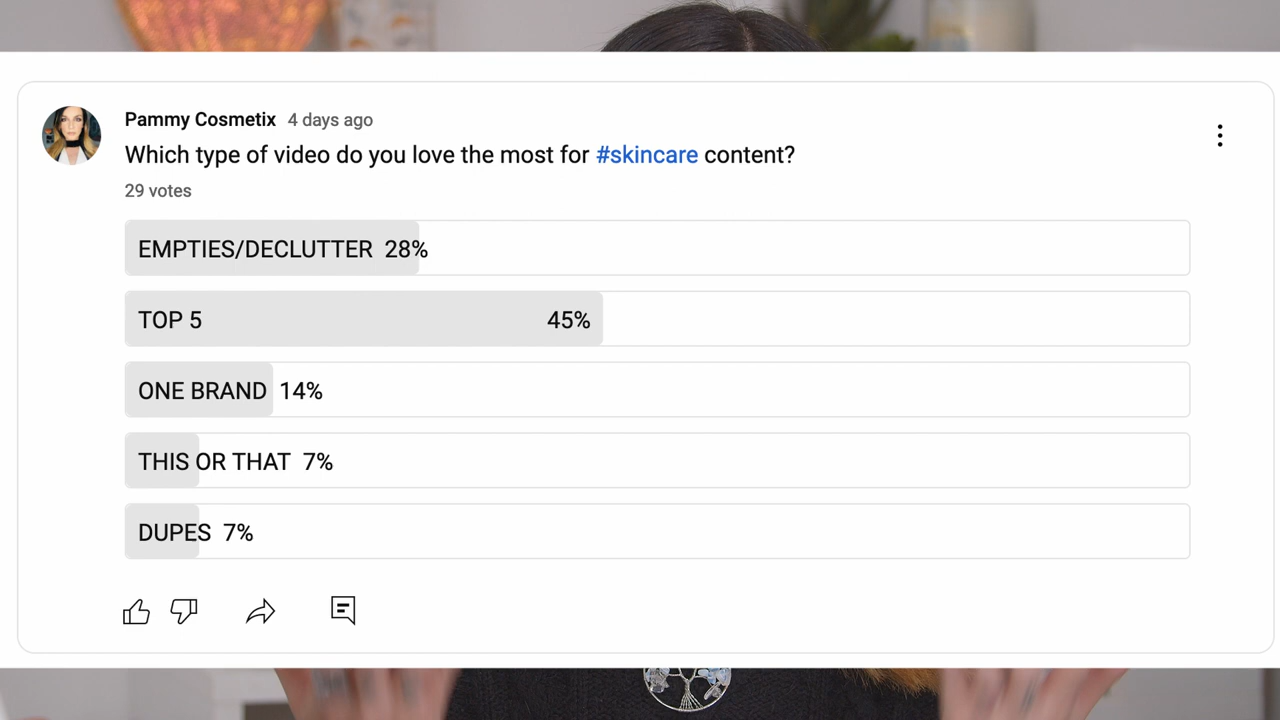 Pammy Cosmetix 4 days ago
Which type of video do you love the most for #skincare content?
29 votes
EMPTIES/DECLUTTER 28%
TOP 5 45%
ONE BRAND 14%
THIS OR THAT 7%
DUPES 7%